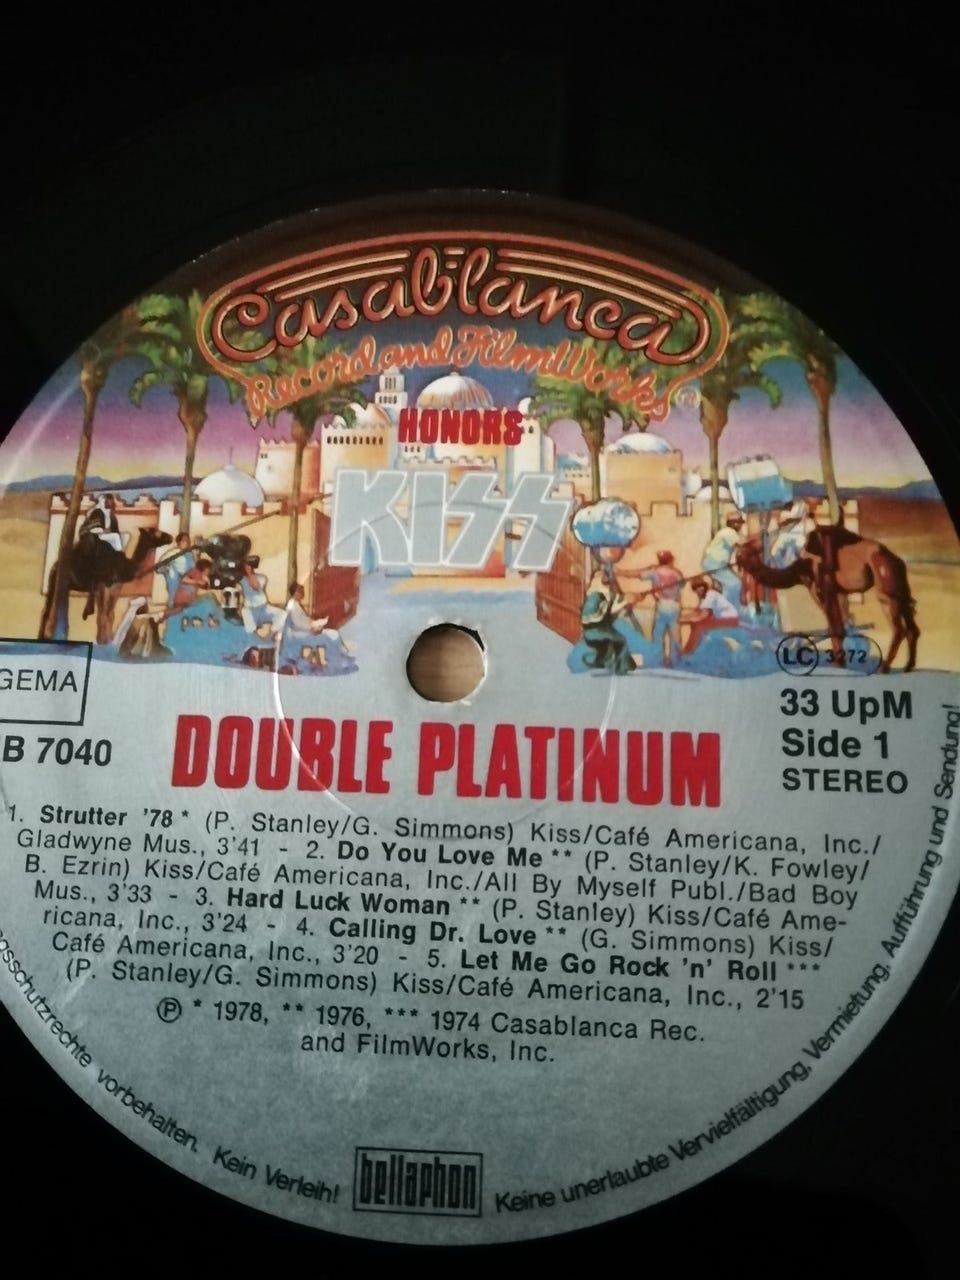 Casablanca
Record and FilmWorks
HONORS
KISS
LC 3272
GEMA
33 UpM
B 7040
Side 1
STEREO
DOUBLE PLATINUM
1. Strutter '78 * (P. Stanley/G. Simmons) Kiss/Café Americana, Inc./
Gladwyne Mus., 3'41 - 2. Do You Love Me ** (P. Stanley/K. Fowley/
B. Ezrin) Kiss/Café Americana, Inc./All By Myself Publ./Bad Boy
Mus., 3'33 - 3. Hard Luck Woman ** (P. Stanley) Kiss/Café Ame-
ricana, Inc., 3'24 - 4. Calling Dr. Love ** (G. Simmons) Kiss/
Café Americana, Inc., 3'20 - 5. Let Me Go Rock 'n' Roll ***
(P. Stanley/G. Simmons) Kiss/Café Americana, Inc., 2'15
Ⓟ * 1978, ** 1976, *** 1974 Casablanca Rec.
and FilmWorks, Inc.
gsschutzrechte vorbehalten. Kein Verleih!
bellaphon
Keine unerlaubte Vervielfältigung, Vermietung, Aufführung und Sendung!